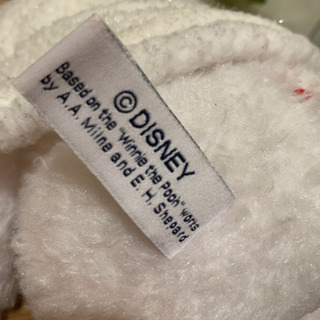 © DISNEY
Based on the "Winnie the Pooh" works
by A. A. Milne and E. H. Shepard